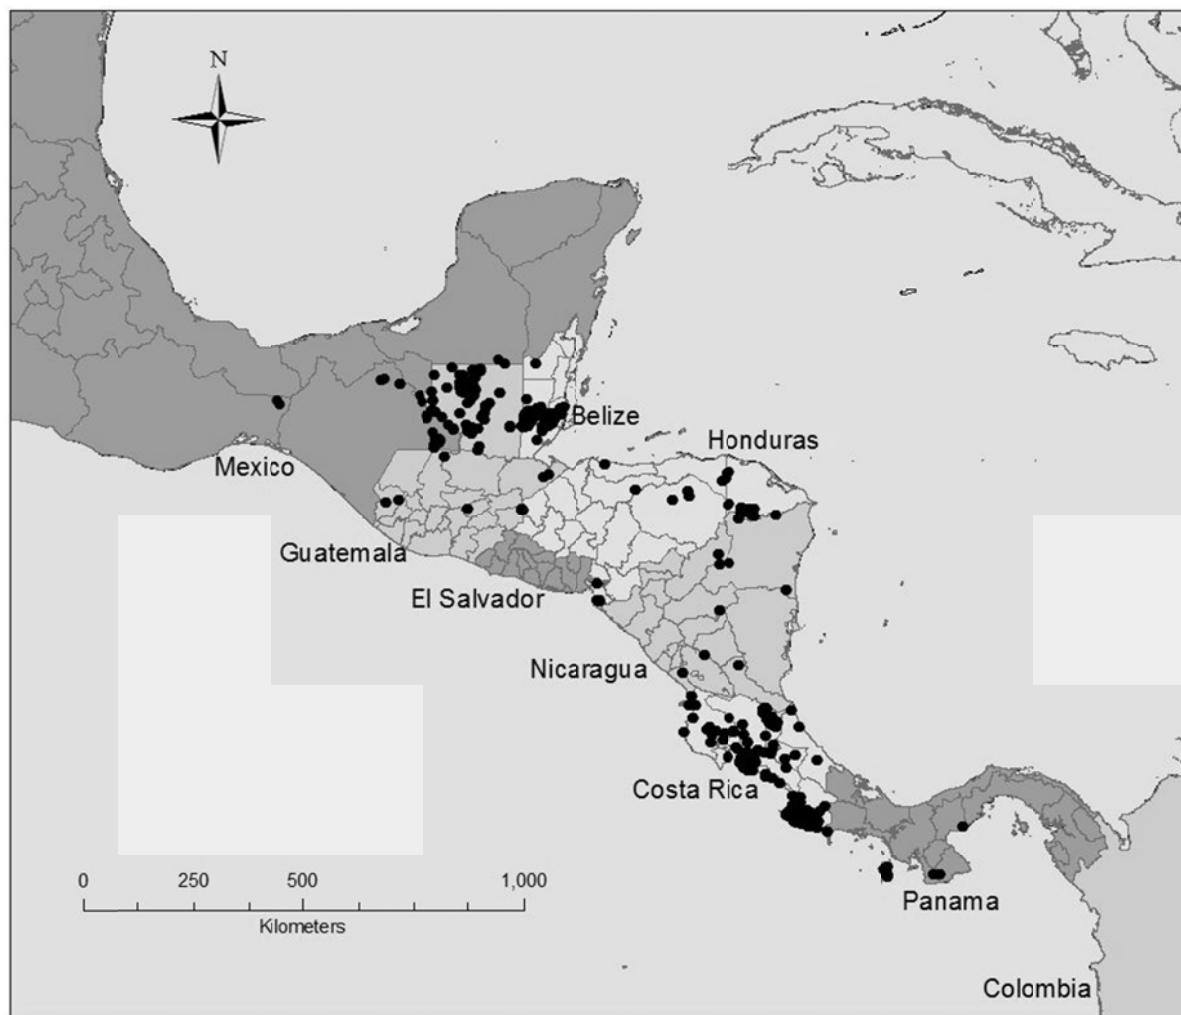 N
Belize
Honduras
Mexico
Guatemala
El Salvador
Nicaragua
Costa Rica
Panama
Colombia
0 250 500 1,000
Kilometers